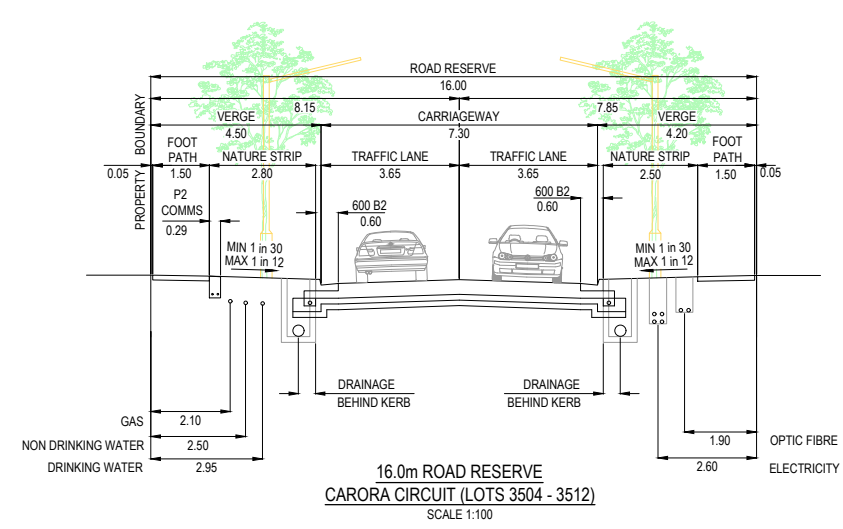 ROAD RESERVE
16.00
8.15
7.85
VERGE
4.50
CARRIAGEWAY
7.30
VERGE
4.20
PROPERTY BOUNDARY
0.05
FOOT
PATH
1.50
NATURE STRIP
2.80
TRAFFIC LANE
3.65
TRAFFIC LANE
3.65
NATURE STRIP
2.50
FOOT
PATH
1.50
0.05
P2
COMMS
0.29
600 B2
0.60
600 B2
0.60
MIN 1 in 30
MAX 1 in 12
MIN 1 in 30
MAX 1 in 12
DRAINAGE
BEHIND KERB
DRAINAGE
BEHIND KERB
GAS
2.10
NON DRINKING WATER
2.50
DRINKING WATER
2.95
1.90
OPTIC FIBRE
2.60
ELECTRICITY
16.0m ROAD RESERVE
CARORA CIRCUIT (LOTS 3504 - 3512)
SCALE 1:100